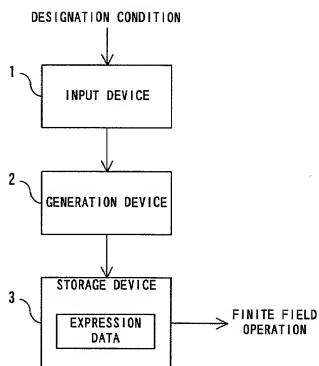 DESIGNATION CONDITION
1
INPUT DEVICE
2
GENERATION DEVICE
3
STORAGE DEVICE
EXPRESSION
DATA
FINITE FIELD
OPERATION